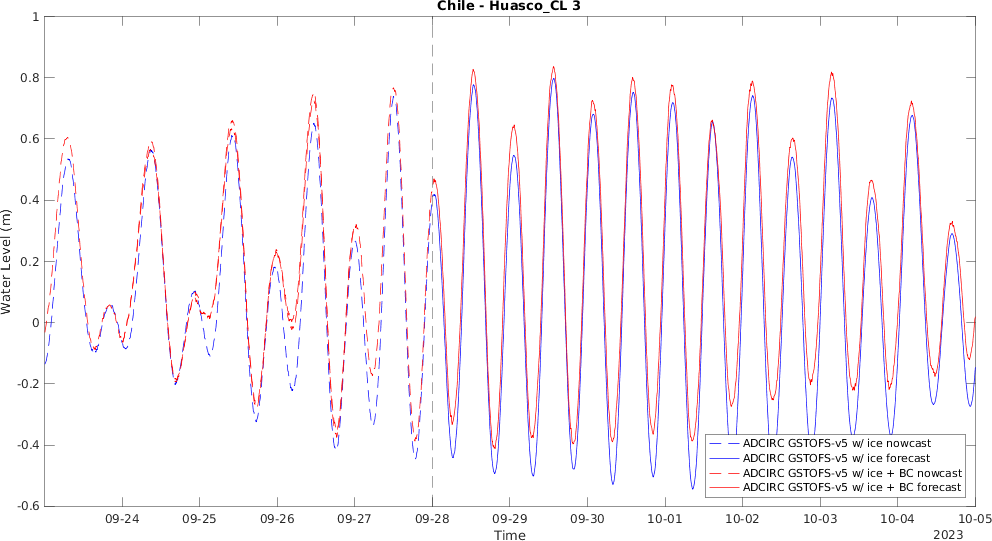 Chile - Huasco_CL 3
1
0.8
0.6
0.4
0.2
0
-0.2
-0.4
-0.6
Water Level (m)
ADCIRC GSTOFS-v5 w/ ice nowcast
ADCIRC GSTOFS-v5 w/ ice forecast
ADCIRC GSTOFS-v5 w/ ice + BC nowcast
ADCIRC GSTOFS-v5 w/ ice + BC forecast
09-24 09-25 09-26 09-27 09-28 09-29 09-30 10-01 10-02 10-03 10-04 10-05
Time
2023